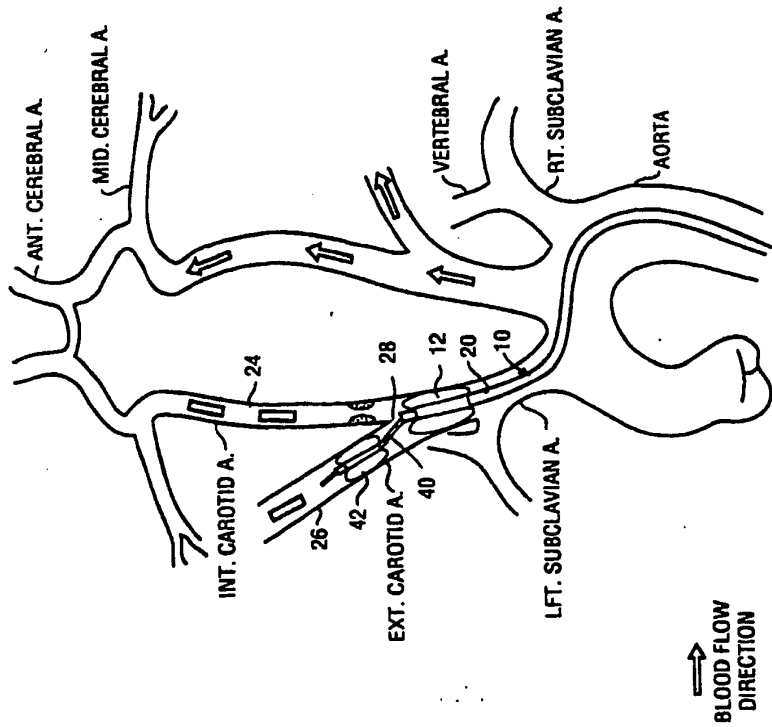 ANT. CEREBRAL A.
MID. CEREBRAL A.
VERTEBRAL A.
RT. SUBCLAVIAN A.
AORTA
24
28
12
20
10
INT. CAROTID A.
26
42
EXT. CAROTID A.
40
LFT. SUBCLAVIAN A.
BLOOD FLOW
DIRECTION